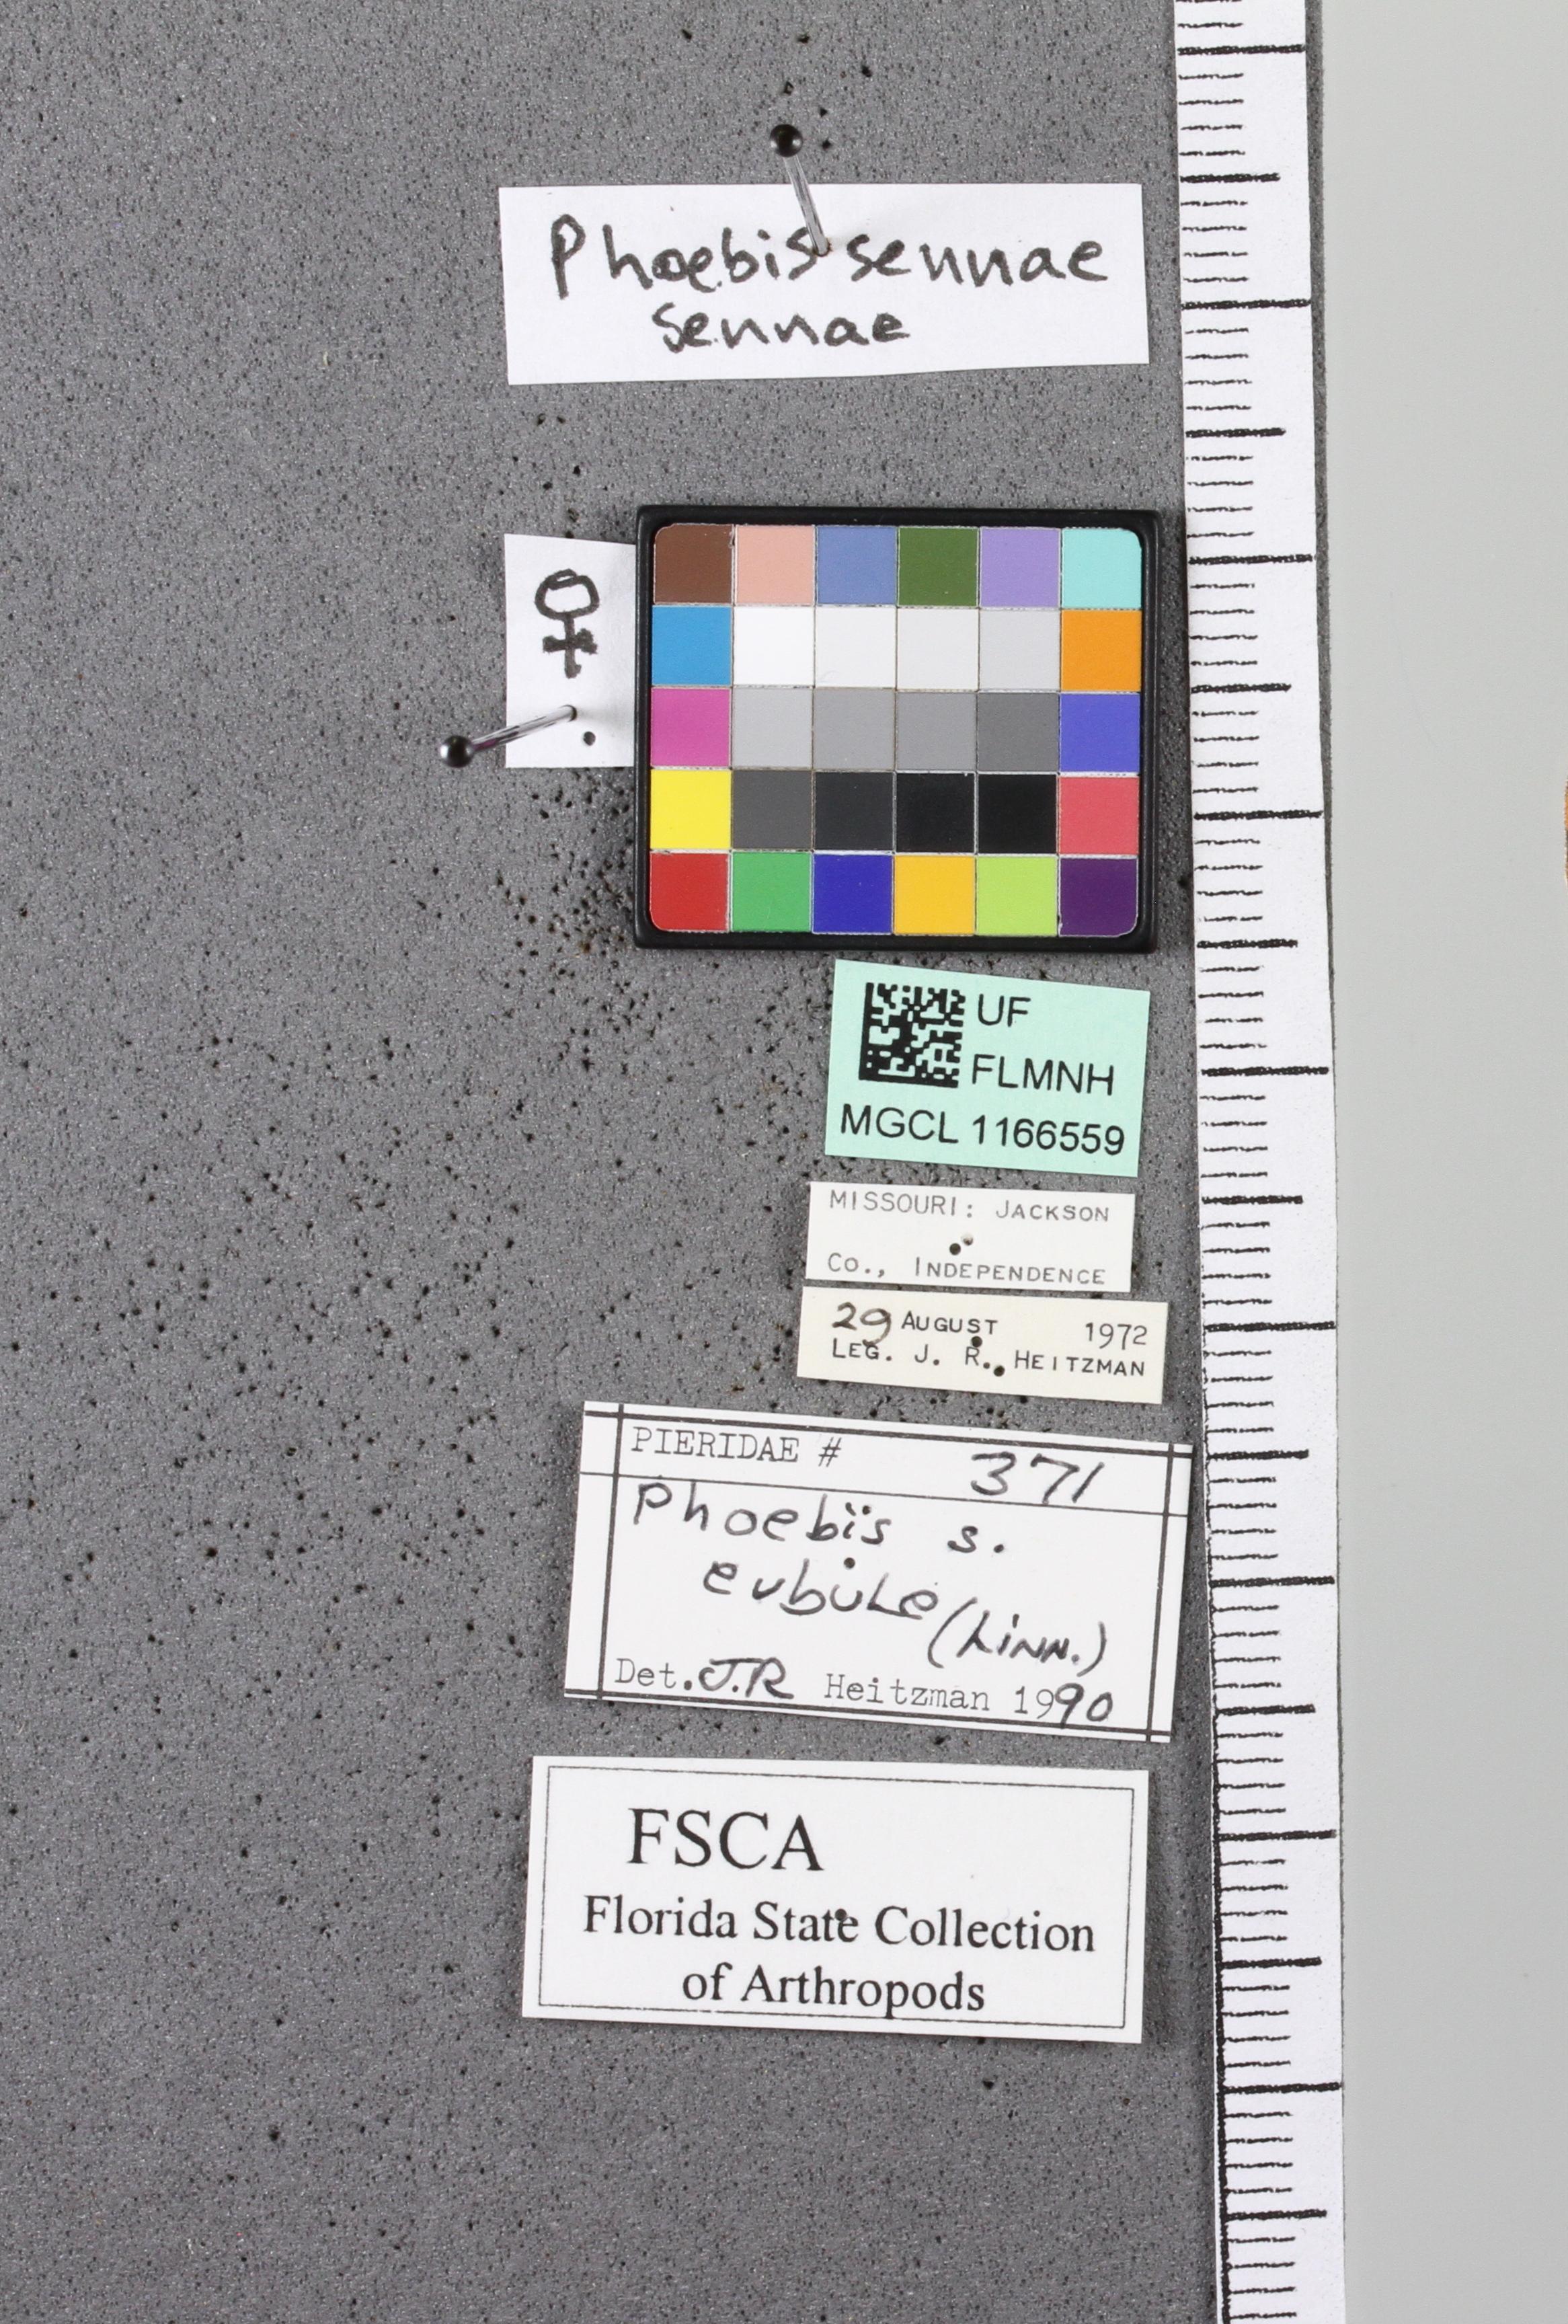 Phoebis sennae
sennae
♀
UF
FLMNH
MGCL 1166559
MISSOURI: JACKSON
CO., INDEPENDENCE
29 AUGUST 1972
LEG. J. R. HEITZMAN
PIERIDAE # 371
Phoebis s.
eubule (Linn.)
Det. J.R Heitzman 1990
FSCA
Florida State Collection
of Arthropods